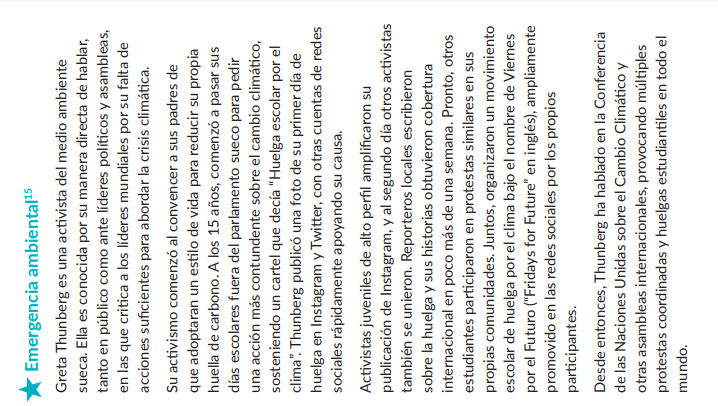 Emergencia ambiental15
Greta Thunberg es una activista del medio ambiente
sueca. Ella es conocida por su manera directa de hablar,
tanto en público como ante líderes políticos y asambleas,
en las que critica a los líderes mundiales por su falta de
acciones suficientes para abordar la crisis climática.
Su activismo comenzó al convencer a sus padres de
que adoptaran un estilo de vida para reducir su propia
huella de carbono. A los 15 años, comenzó a pasar sus
días escolares fuera del parlamento sueco para pedir
una acción más contundente sobre el cambio climático,
sosteniendo un cartel que decía “Huelga escolar por el
clima”. Thunberg publicó una foto de su primer día de
huelga en Instagram y Twitter, con otras cuentas de redes
sociales rápidamente apoyando su causa.
Activistas juveniles de alto perfil amplificaron su
publicación de Instagram, y al segundo día otros activistas
también se unieron. Reporteros locales escribieron
sobre la huelga y sus historias obtuvieron cobertura
internacional en poco más de una semana. Pronto, otros
estudiantes participaron en protestas similares en sus
propias comunidades. Juntos, organizaron un movimiento
escolar de huelga por el clima bajo el nombre de Viernes
por el Futuro (“Fridays for Future” en inglés), ampliamente
promovido en las redes sociales por los propios
participantes.
Desde entonces, Thunberg ha hablado en la Conferencia
de las Naciones Unidas sobre el Cambio Climático y
otras asambleas internacionales, provocando múltiples
protestas coordinadas y huelgas estudiantiles en todo el
mundo.